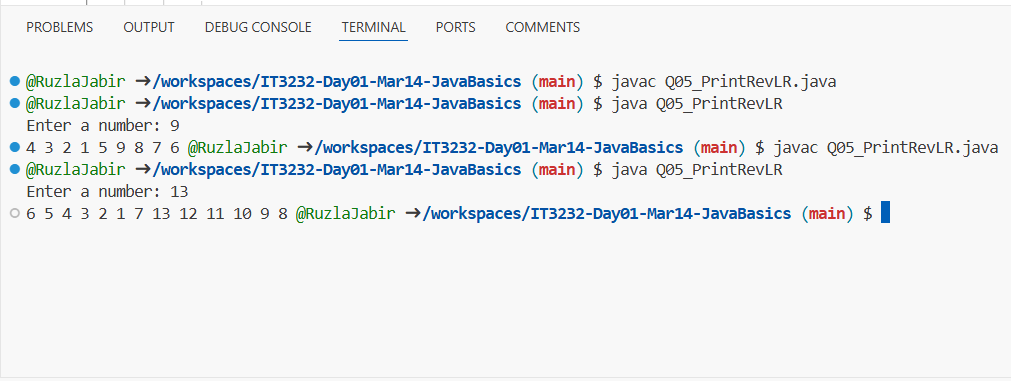 PROBLEMS OUTPUT DEBUG CONSOLE TERMINAL PORTS COMMENTS
@RuzlaJabir ➜/workspaces/IT3232-Day01-Mar14-JavaBasics (main) $ javac Q05_PrintRevLR.java
@RuzlaJabir ➜/workspaces/IT3232-Day01-Mar14-JavaBasics (main) $ java Q05_PrintRevLR
Enter a number: 9
4 3 2 1 5 9 8 7 6 @RuzlaJabir ➜/workspaces/IT3232-Day01-Mar14-JavaBasics (main) $ javac Q05_PrintRevLR.java
@RuzlaJabir ➜/workspaces/IT3232-Day01-Mar14-JavaBasics (main) $ java Q05_PrintRevLR
Enter a number: 13
6 5 4 3 2 1 7 13 12 11 10 9 8 @RuzlaJabir ➜/workspaces/IT3232-Day01-Mar14-JavaBasics (main) $